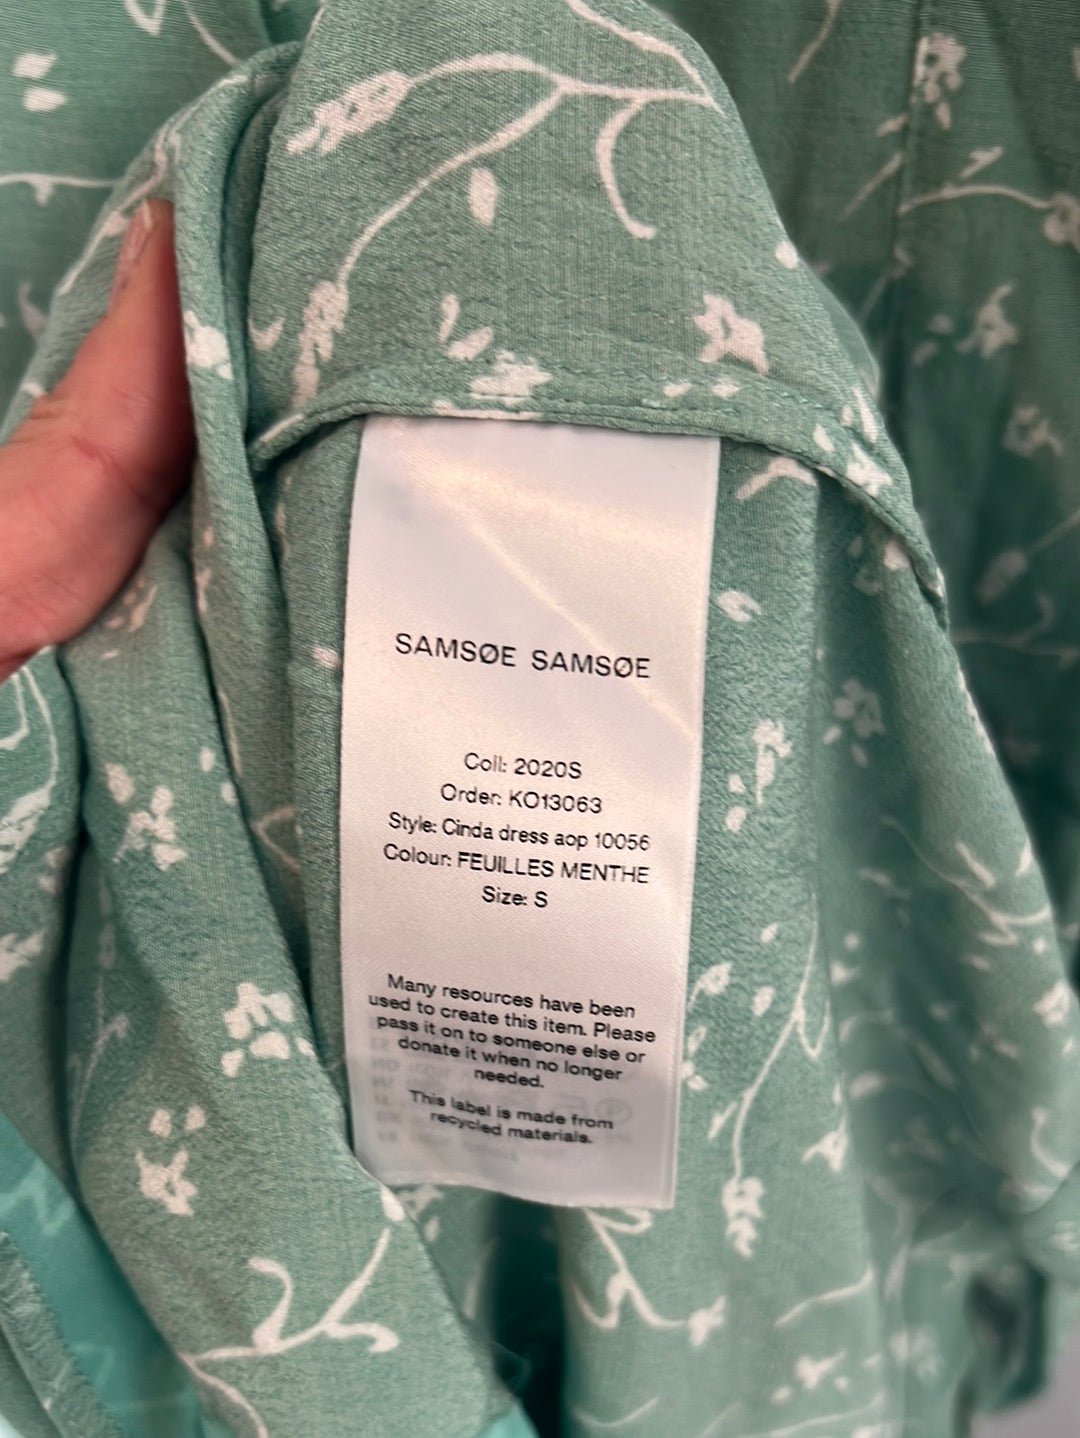 SAMSØE SAMSØE
Coll: 2020S
Order: KO13063
Style: Cinda dress aop 10056
Colour: FEUILLES MENTHE
Size: S
Many resources have been
used to create this item. Please
pass it on to someone else or
donate it when no longer
needed.
This label is made from
recycled materials.